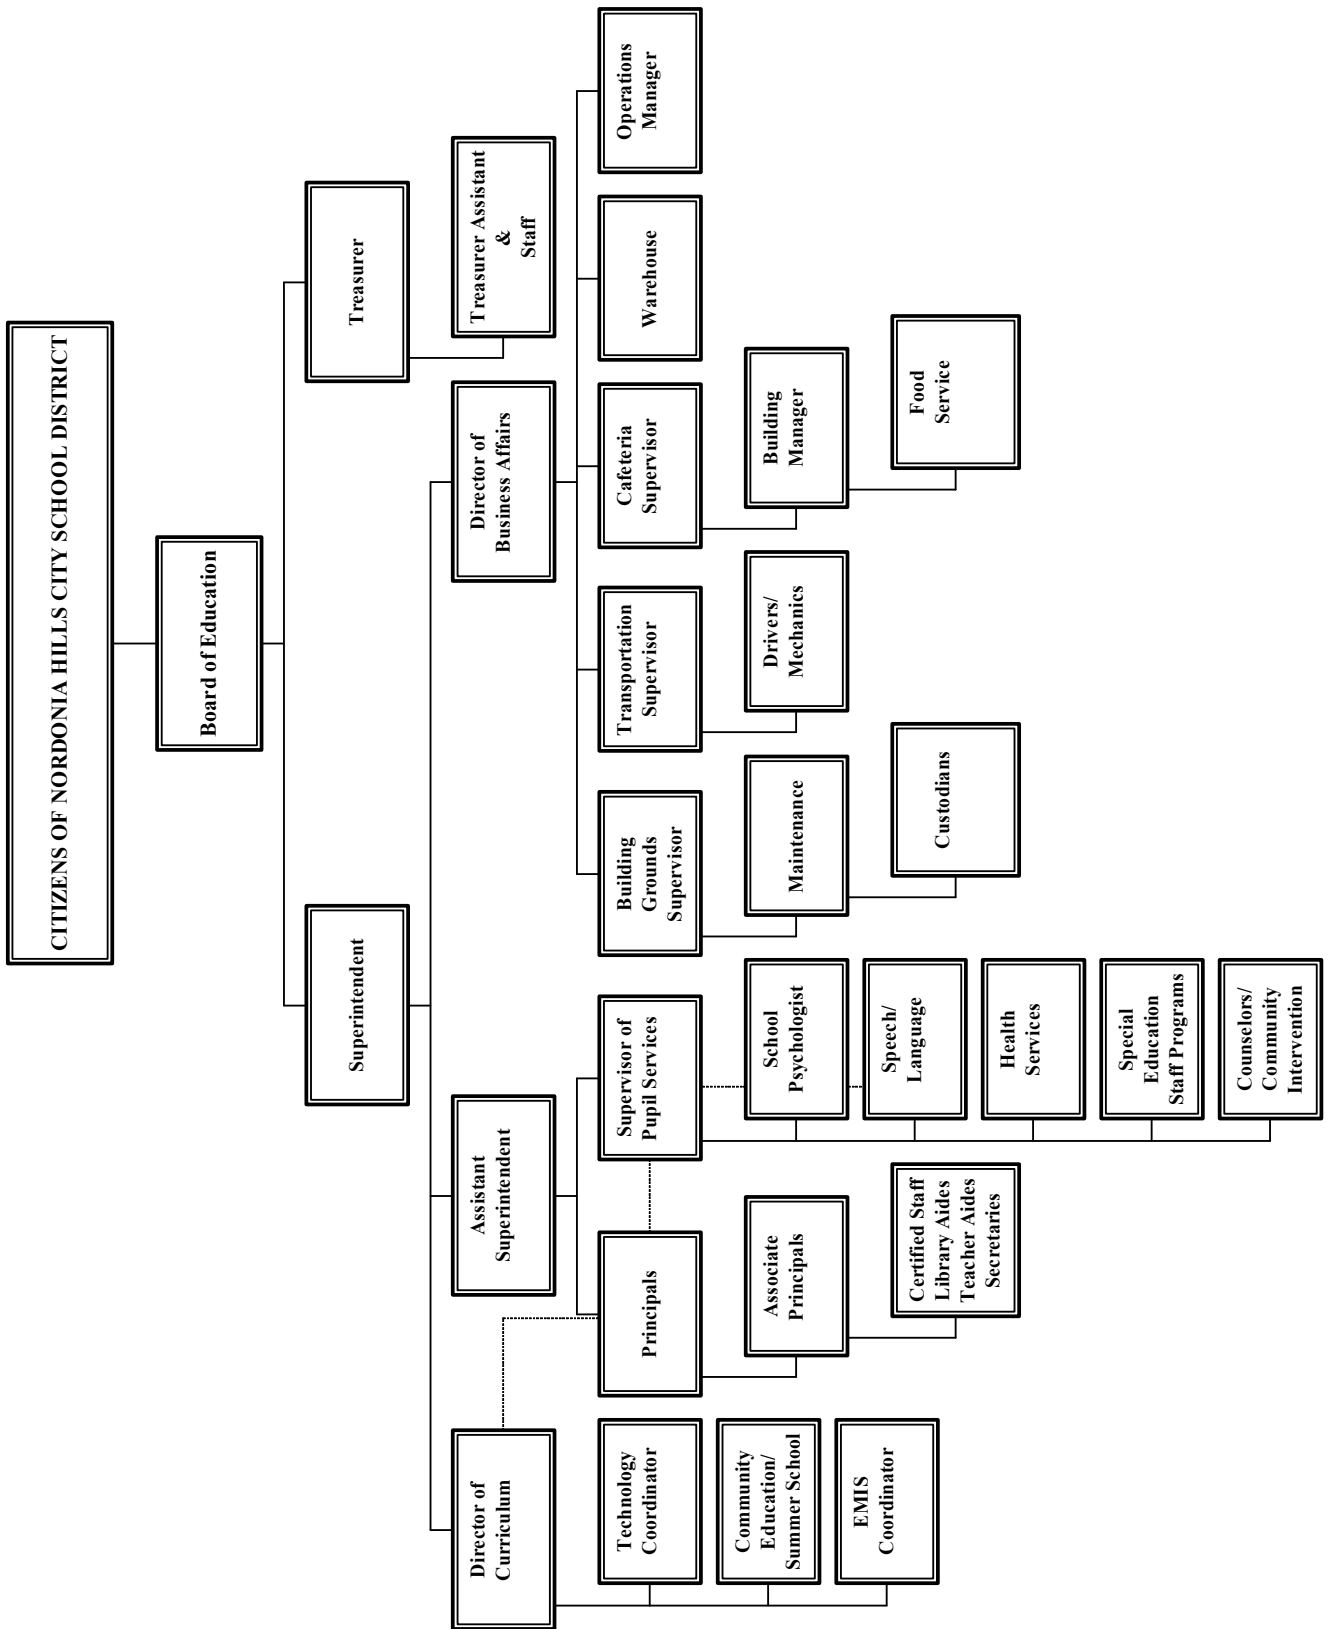 CITIZENS OF NORDONIA HILLS CITY SCHOOL DISTRICT
Board of Education
Superintendent
Treasurer
Director of
Curriculum
Assistant
Superintendent
Director of
Business Affairs
Treasurer Assistant
&
Staff
Technology
Coordinator
Community
Education/
Summer School
EMIS
Coordinator
Principals
Associate
Principals
Certified Staff
Library Aides
Teacher Aides
Secretaries
Supervisor of
Pupil Services
School
Psychologist
Speech/
Language
Health
Services
Special
Education
Staff Programs
Counselors/
Community
Intervention
Building
Grounds
Supervisor
Maintenance
Custodians
Transportation
Supervisor
Drivers/
Mechanics
Cafeteria
Supervisor
Building
Manager
Food
Service
Warehouse
Operations
Manager